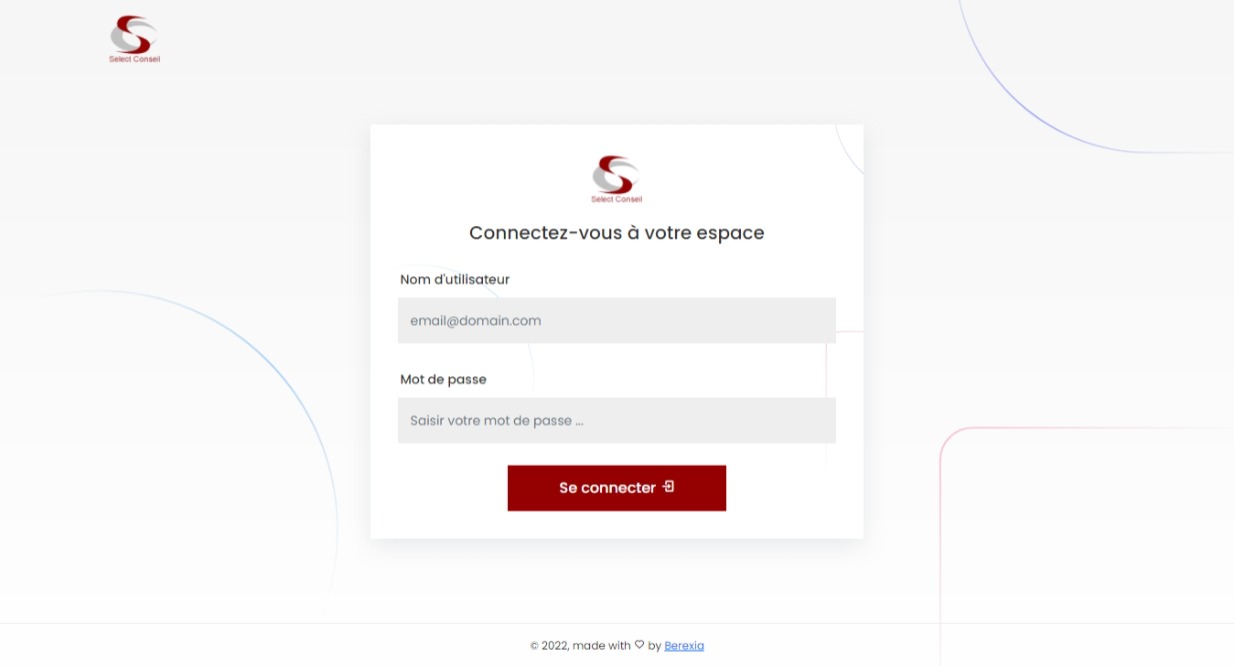 Select Conseil
Select Conseil
Connectez-vous à votre espace
Nom d'utilisateur
email@domain.com
Mot de passe
Saisir votre mot de passe ...
Se connecter
© 2022, made with ♡ by Berexia